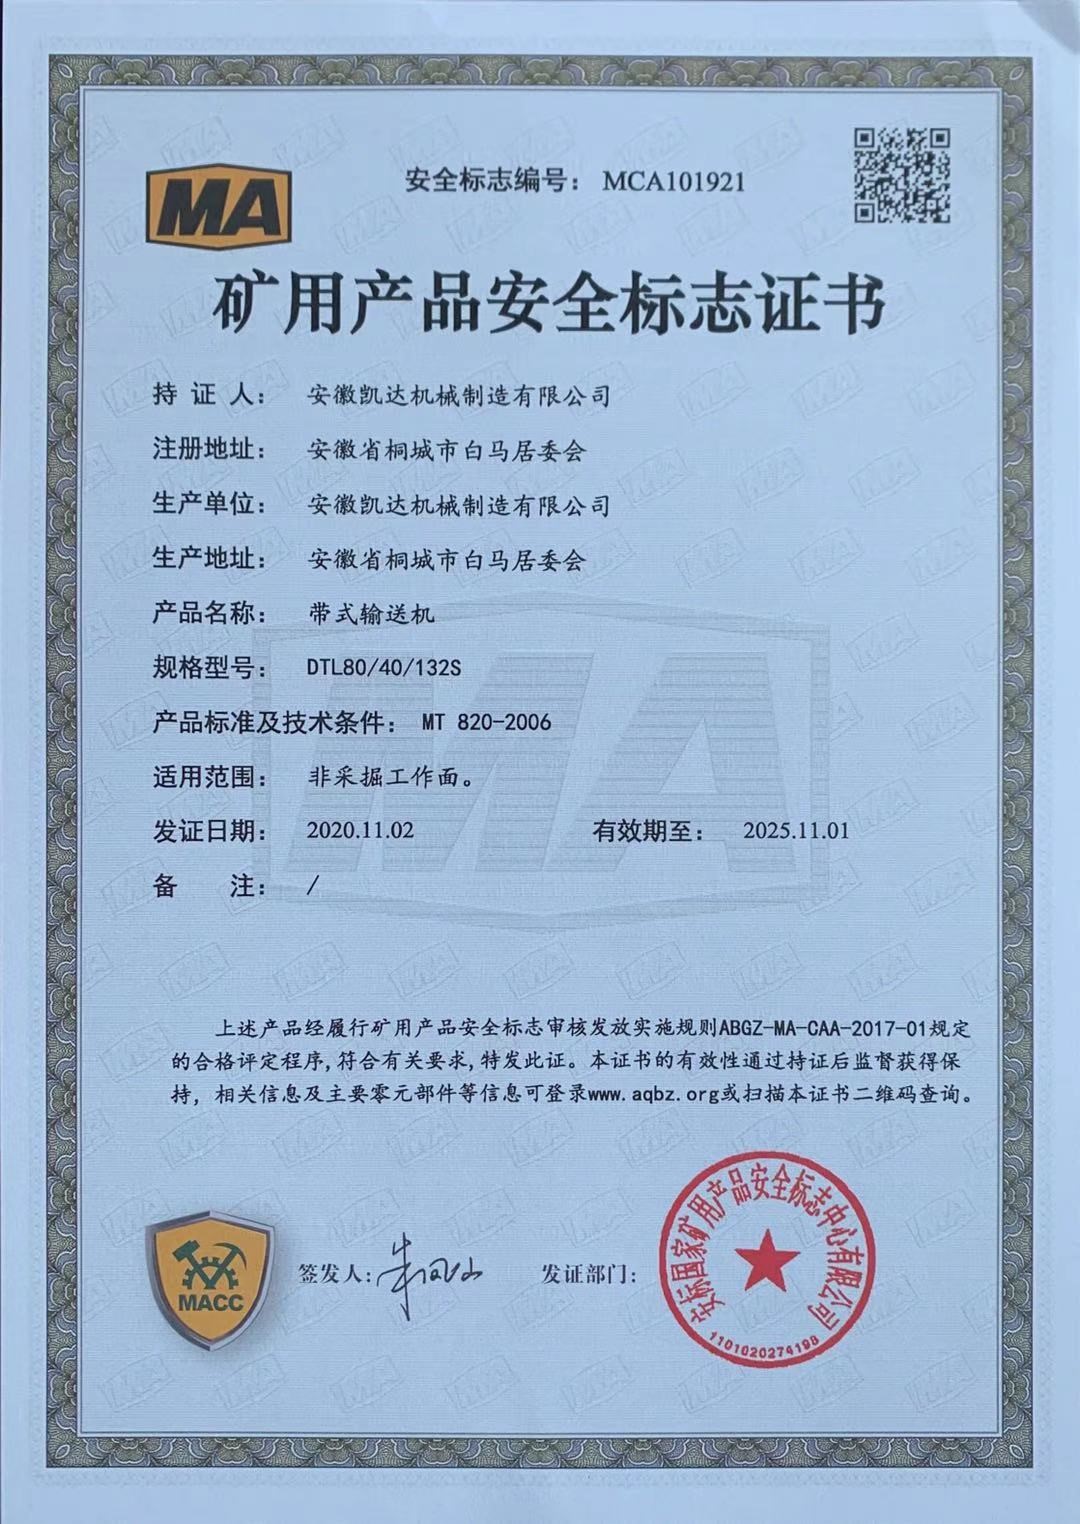 MA
安全标志编号： MCA101921
矿用产品安全标志证书
持 证 人： 安徽凯达机械制造有限公司
注册地址： 安徽省桐城市白马居委会
生产单位： 安徽凯达机械制造有限公司
生产地址： 安徽省桐城市白马居委会
产品名称： 带式输送机
规格型号： DTL80/40/132S
产品标准及技术条件： MT 820-2006
适用范围： 非采掘工作面。
发证日期： 2020.11.02 有效期至： 2025.11.01
备 注： /
上述产品经履行矿用产品安全标志审核发放实施规则ABGZ-MA-CAA-2017-01规定
的合格评定程序,符合有关要求,特发此证。本证书的有效性通过持证后监督获得保
持，相关信息及主要零元部件等信息可登录www.aqbz.org或扫描本证书二维码查询。
MACC
签发人:
发证部门:
安标国家矿用产品安全标志中心有限公司
1101020274198